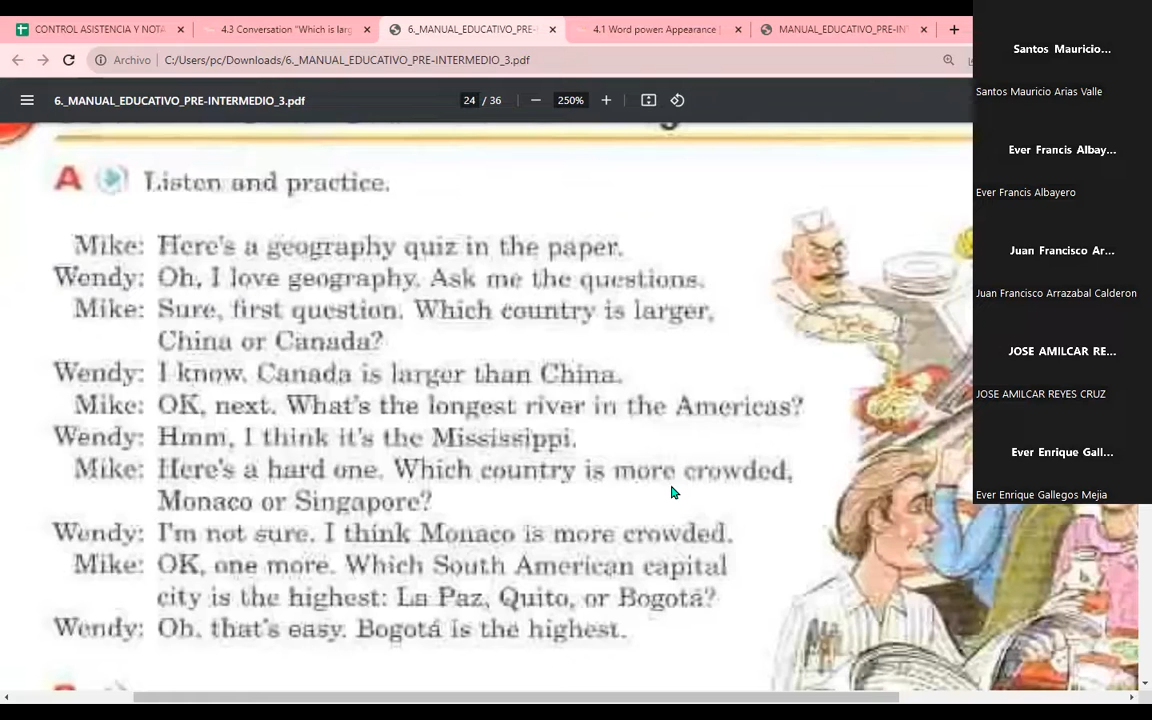 CONTROL ASISTENCIA Y NOTA
4.3 Conversation "Which is larg
6._MANUAL_EDUCATIVO_PRE-
4.1 Word power: Appearance
MANUAL_EDUCATIVO_PRE-INT
Archivo C:/Users/pc/Downloads/6._MANUAL_EDUCATIVO_PRE-INTERMEDIO_3.pdf
6._MANUAL_EDUCATIVO_PRE-INTERMEDIO_3.pdf
24 / 36
250%
A Listen and practice.
Mike: Here's a geography quiz in the paper.
Wendy: Oh, I love geography. Ask me the questions.
Mike: Sure, first question. Which country is larger,
China or Canada?
Wendy: I know. Canada is larger than China.
Mike: OK, next. What's the longest river in the Americas?
Wendy: Hmm, I think it's the Mississippi.
Mike: Here's a hard one. Which country is more crowded,
Monaco or Singapore?
Wendy: I'm not sure. I think Monaco is more crowded.
Mike: OK, one more. Which South American capital
city is the highest: La Paz, Quito, or Bogotá?
Wendy: Oh, that's easy. Bogotá is the highest.
Santos Mauricio...
Santos Mauricio Arias Valle
Ever Francis Albay...
Ever Francis Albayero
Juan Francisco Ar...
Juan Francisco Arrazabal Calderon
JOSE AMILCAR RE...
JOSE AMILCAR REYES CRUZ
Ever Enrique Gall...
Ever Enrique Gallegos Mejia